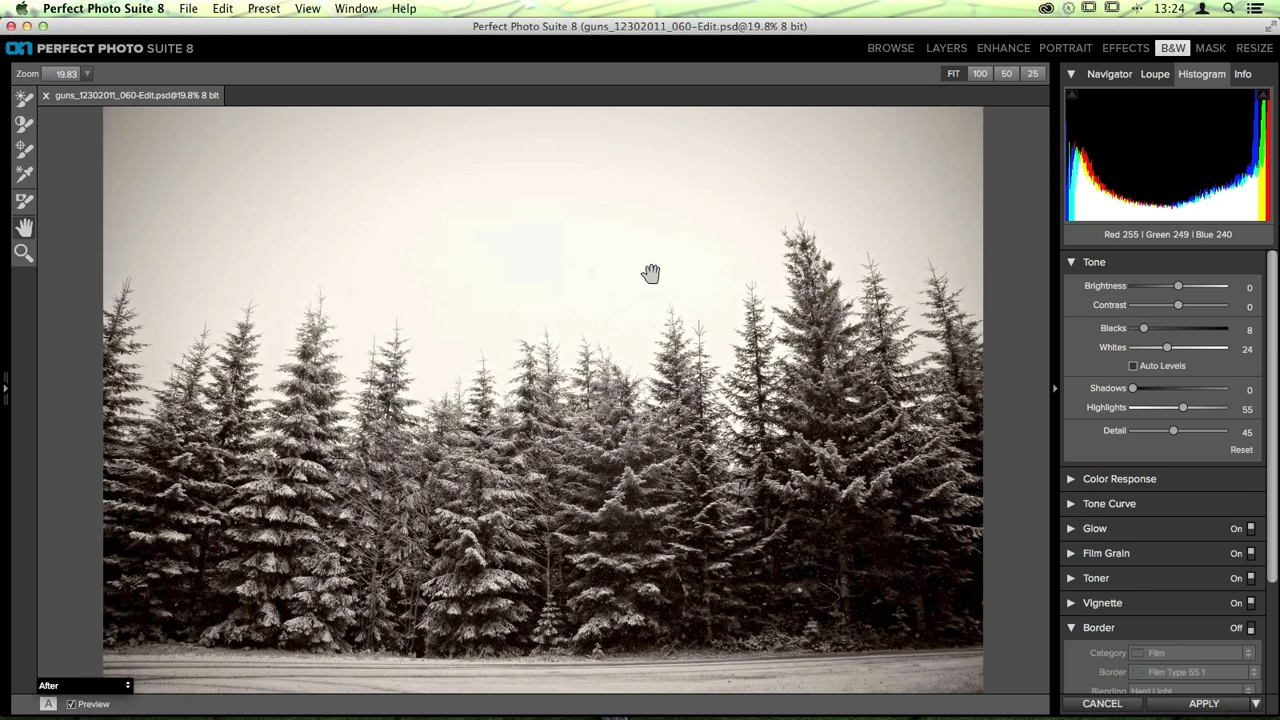 Perfect Photo Suite 8 File Edit Preset View Window Help 13:24
Perfect Photo Suite 8 (guns_12302011_060-Edit.psd@19.8% 8 bit)
on PERFECT PHOTO SUITE 8 BROWSE LAYERS ENHANCE PORTRAIT EFFECTS B&W MASK RESIZE
Zoom 19.83 FIT 100 50 25 Navigator Loupe Histogram Info
x guns_12302011_060-Edit.psd@19.8% 8 bit
Red 255 | Green 249 | Blue 240
Tone
Brightness 0
Contrast 0
Blacks 8
Whites 24
Auto Levels
Shadows 0
Highlights 55
Detail 45
Reset
Color Response
Tone Curve
Glow On
Film Grain On
Toner On
Vignette On
Border Off
Category Film
Border Film Type 55 1
Blending Hard Light
After
A Preview CANCEL APPLY